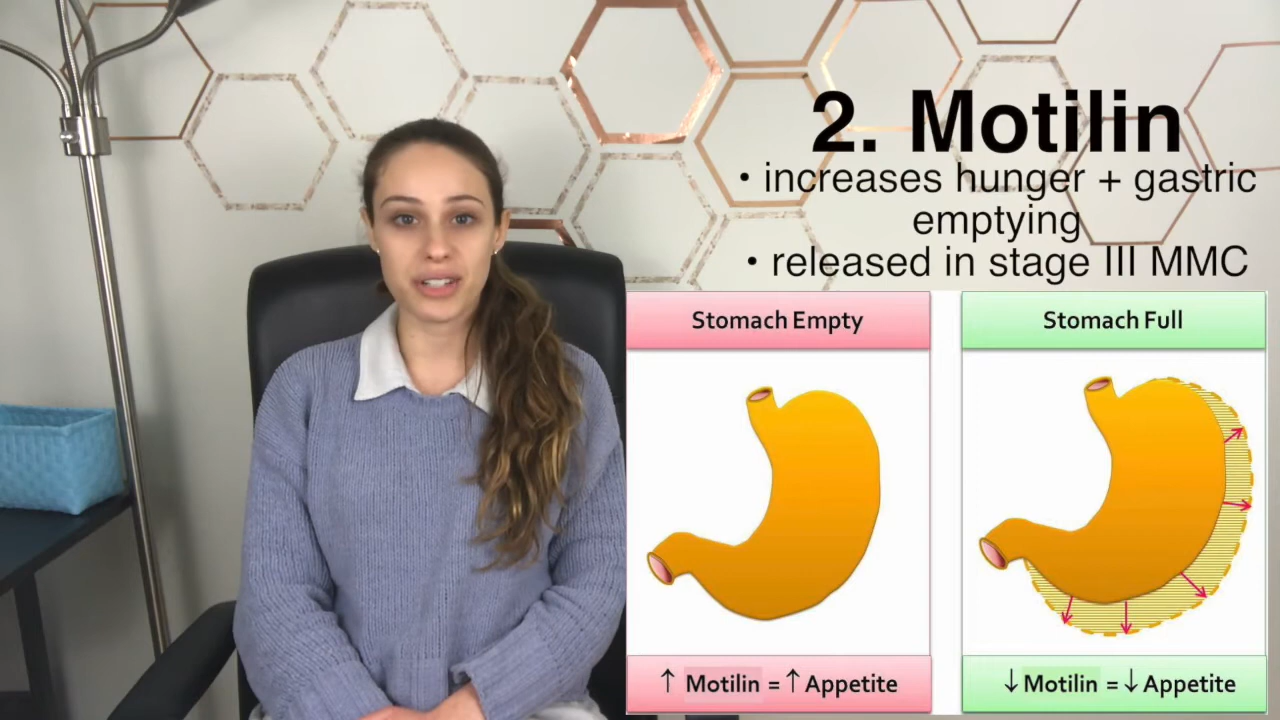 2. Motilin
• increases hunger + gastric
emptying
• released in stage III MMC
Stomach Empty
Stomach Full
↑ Motilin = ↑ Appetite
↓ Motilin = ↓ Appetite